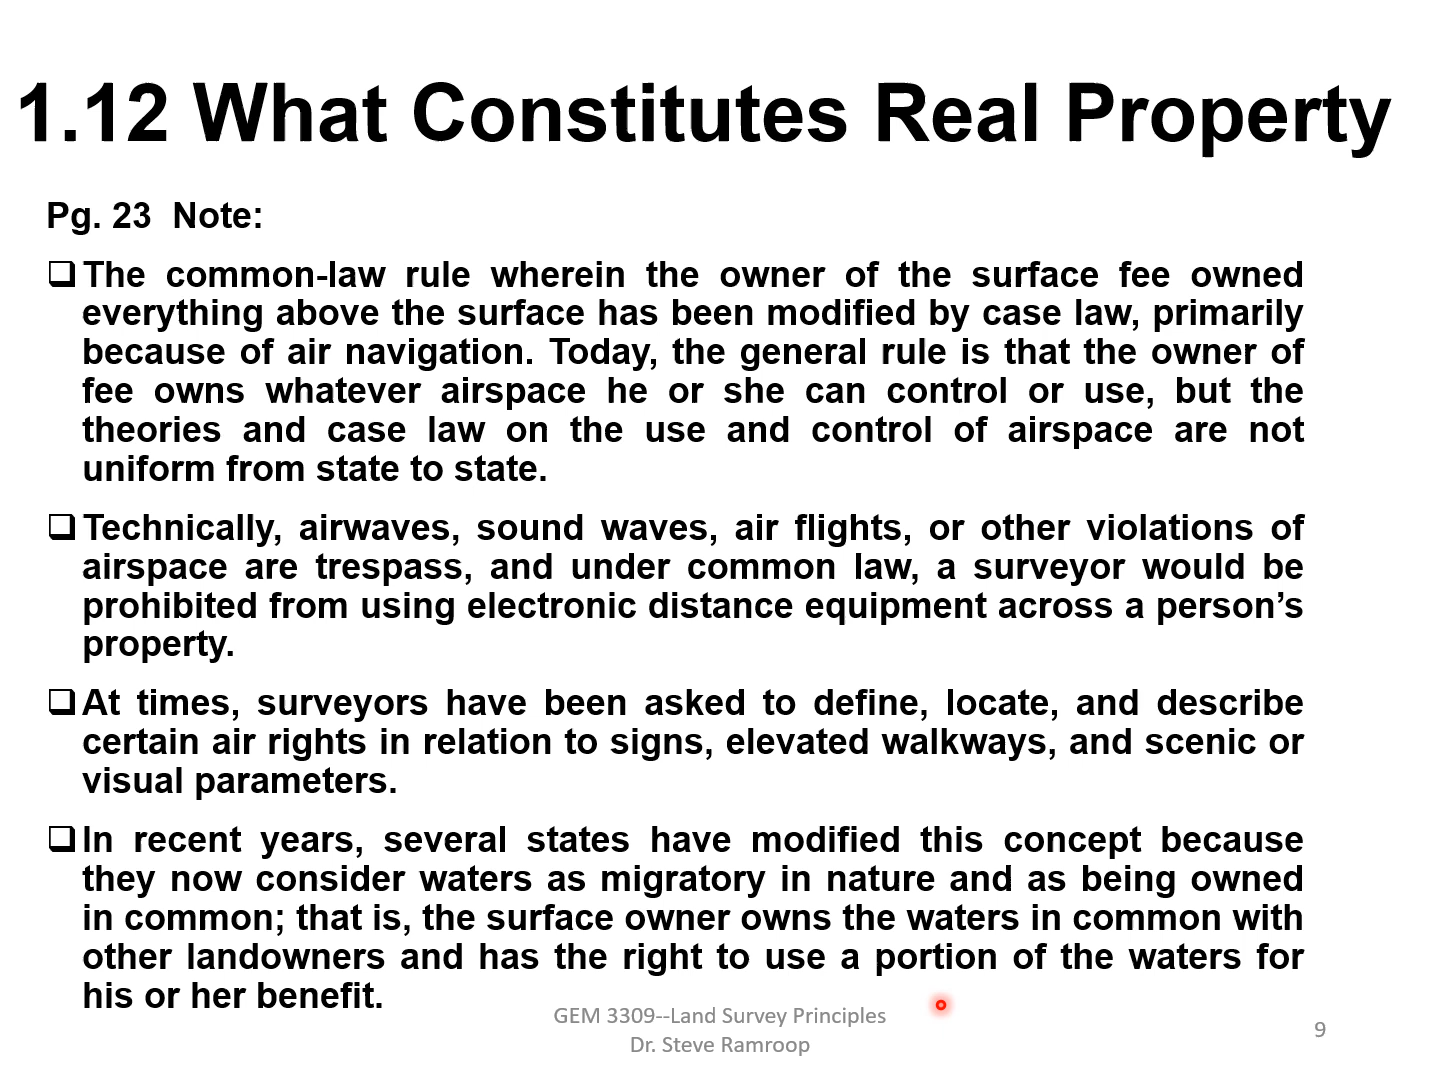 1.12 What Constitutes Real Property
Pg. 23 Note:
❑ The common-law rule wherein the owner of the surface fee owned
everything above the surface has been modified by case law, primarily
because of air navigation. Today, the general rule is that the owner of
fee owns whatever airspace he or she can control or use, but the
theories and case law on the use and control of airspace are not
uniform from state to state.
❑ Technically, airwaves, sound waves, air flights, or other violations of
airspace are trespass, and under common law, a surveyor would be
prohibited from using electronic distance equipment across a person’s
property.
❑ At times, surveyors have been asked to define, locate, and describe
certain air rights in relation to signs, elevated walkways, and scenic or
visual parameters.
❑ In recent years, several states have modified this concept because
they now consider waters as migratory in nature and as being owned
in common; that is, the surface owner owns the waters in common with
other landowners and has the right to use a portion of the waters for
his or her benefit.
GEM 3309--Land Survey Principles
Dr. Steve Ramroop
9